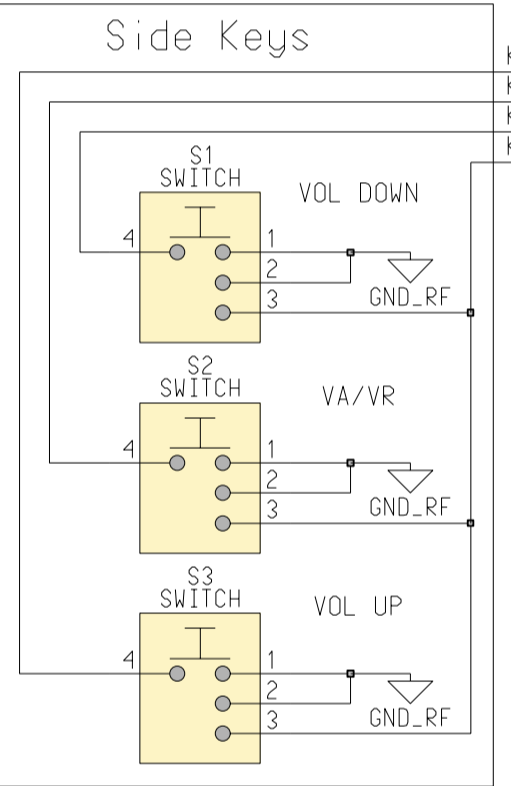 Side Keys
K
K
K
K
S1
SWITCH
VOL DOWN
4
1
2
3
GND_RF
S2
SWITCH
VA/VR
4
1
2
3
GND_RF
S3
SWITCH
VOL UP
4
1
2
3
GND_RF